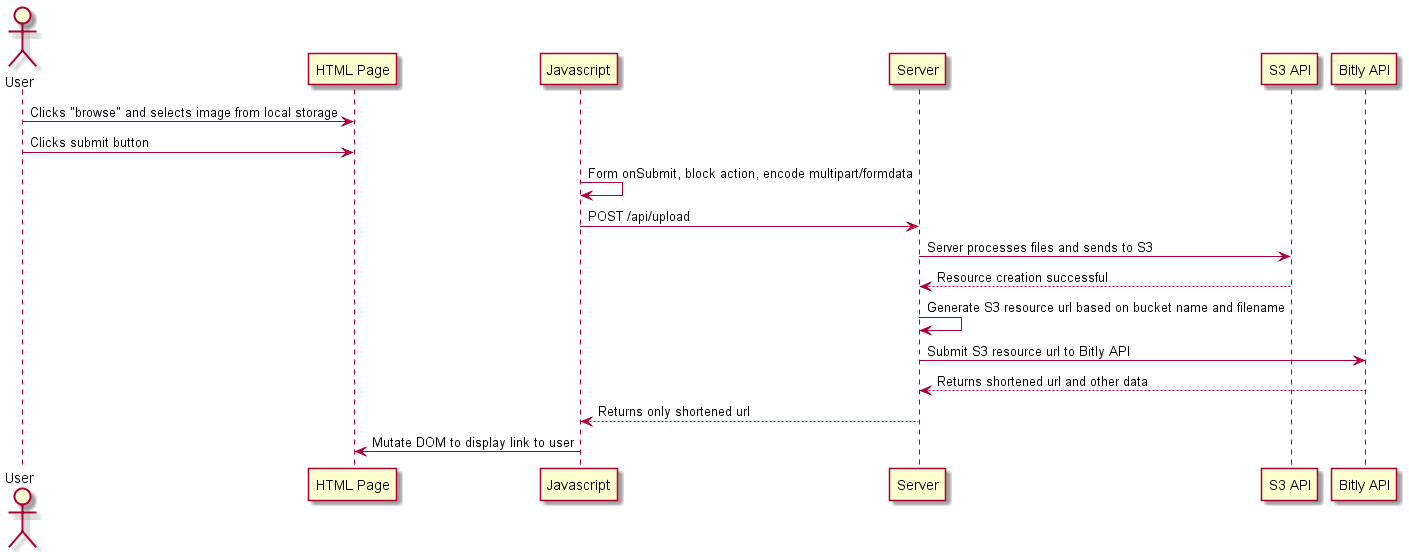 User
HTML Page
Javascript
Server
S3 API
Bitly API
Clicks "browse" and selects image from local storage
Clicks submit button
Form onSubmit, block action, encode multipart/formdata
POST /api/upload
Server processes files and sends to S3
Resource creation successful
Generate S3 resource url based on bucket name and filename
Submit S3 resource url to Bitly API
Returns shortened url and other data
Returns only shortened url
Mutate DOM to display link to user
User
HTML Page
Javascript
Server
S3 API
Bitly API